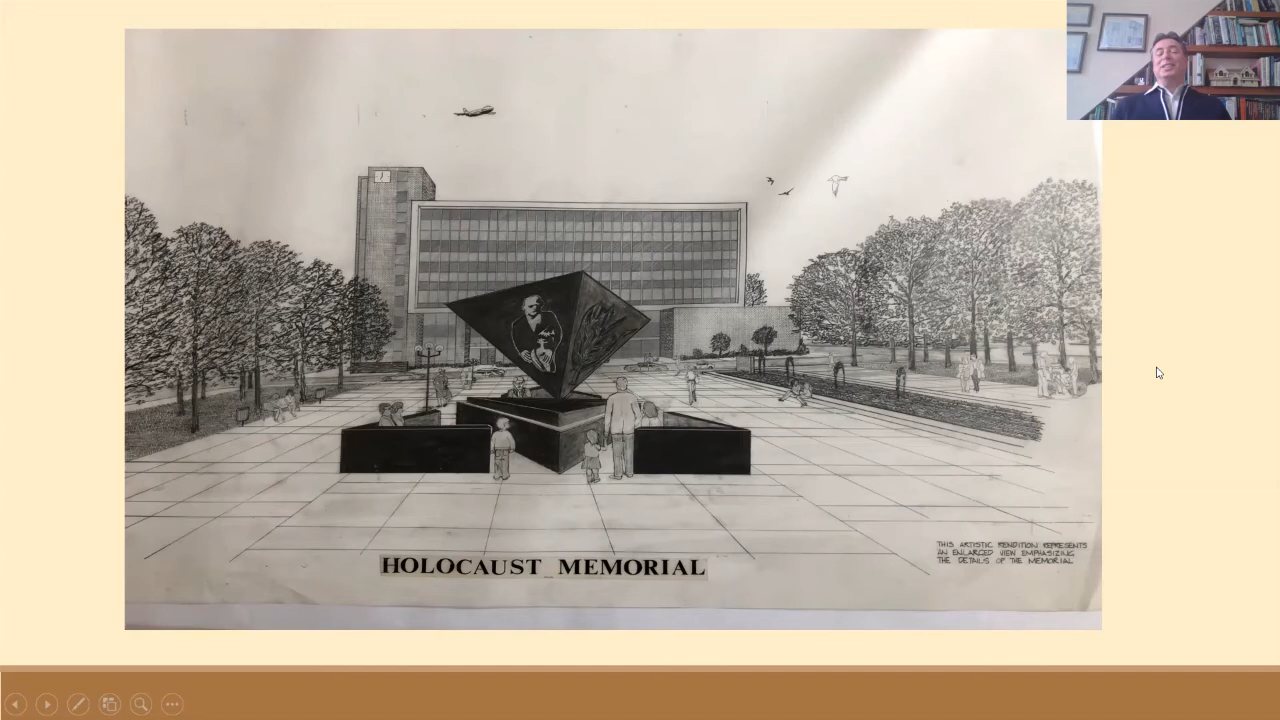 HOLOCAUST MEMORIAL
THIS ARTISTIC RENDITION REPRESENTS
AN ENLARGED VIEW EMPHASIZING
THE DETAILS OF THE MEMORIAL